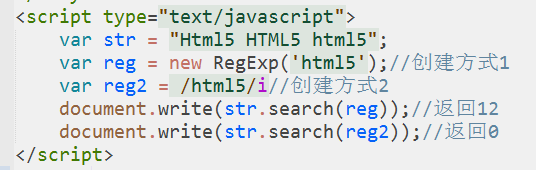 <script type="text/javascript">
    var str = "Html5 HTML5 html5";
    var reg = new RegExp('html5');//创建方式1
    var reg2 = /html5/i//创建方式2
    document.write(str.search(reg));//返回12
    document.write(str.search(reg2));//返回0
</script>